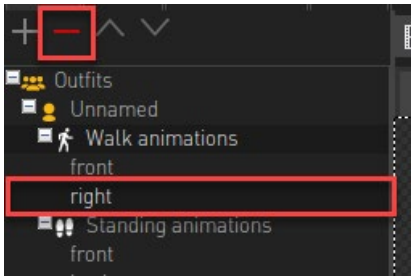 Outfits
Unnamed
Walk animations
front
right
Standing animations
front